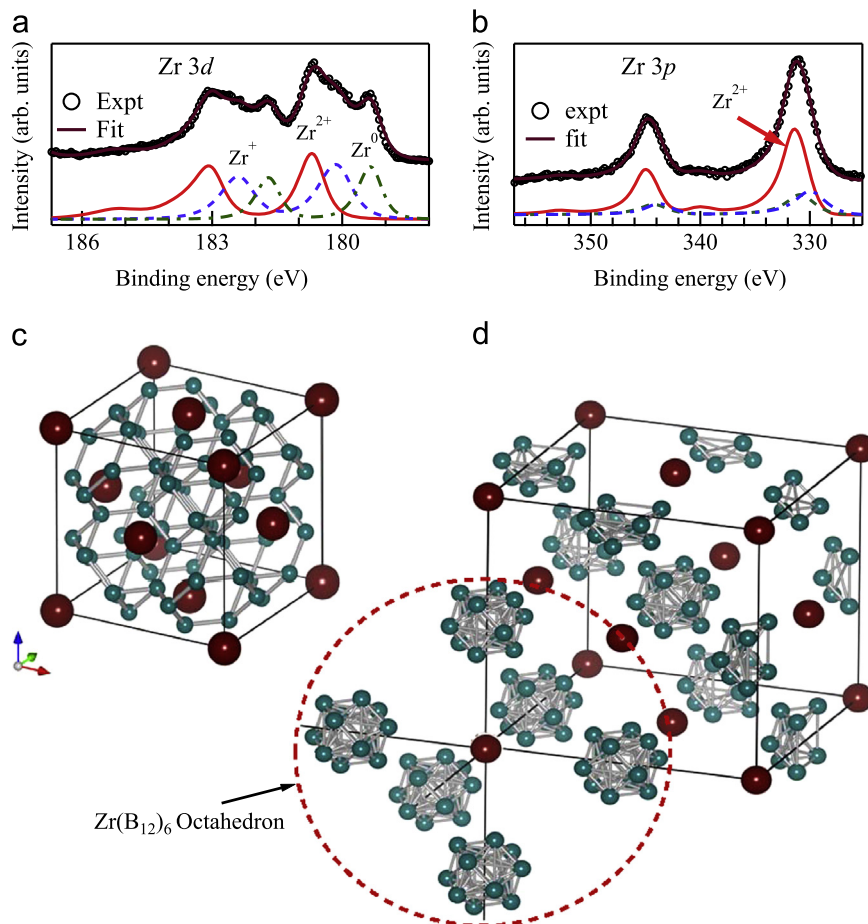 a
Intensity (arb. units)
Zr 3d
Expt
Fit
Zr+
Zr2+
Zr0
186
183
180
Binding energy (eV)
b
Intensity (arb. units)
Zr 3p
expt
fit
Zr2+
350
340
330
Binding energy (eV)
c
d
Zr(B12)6 Octahedron